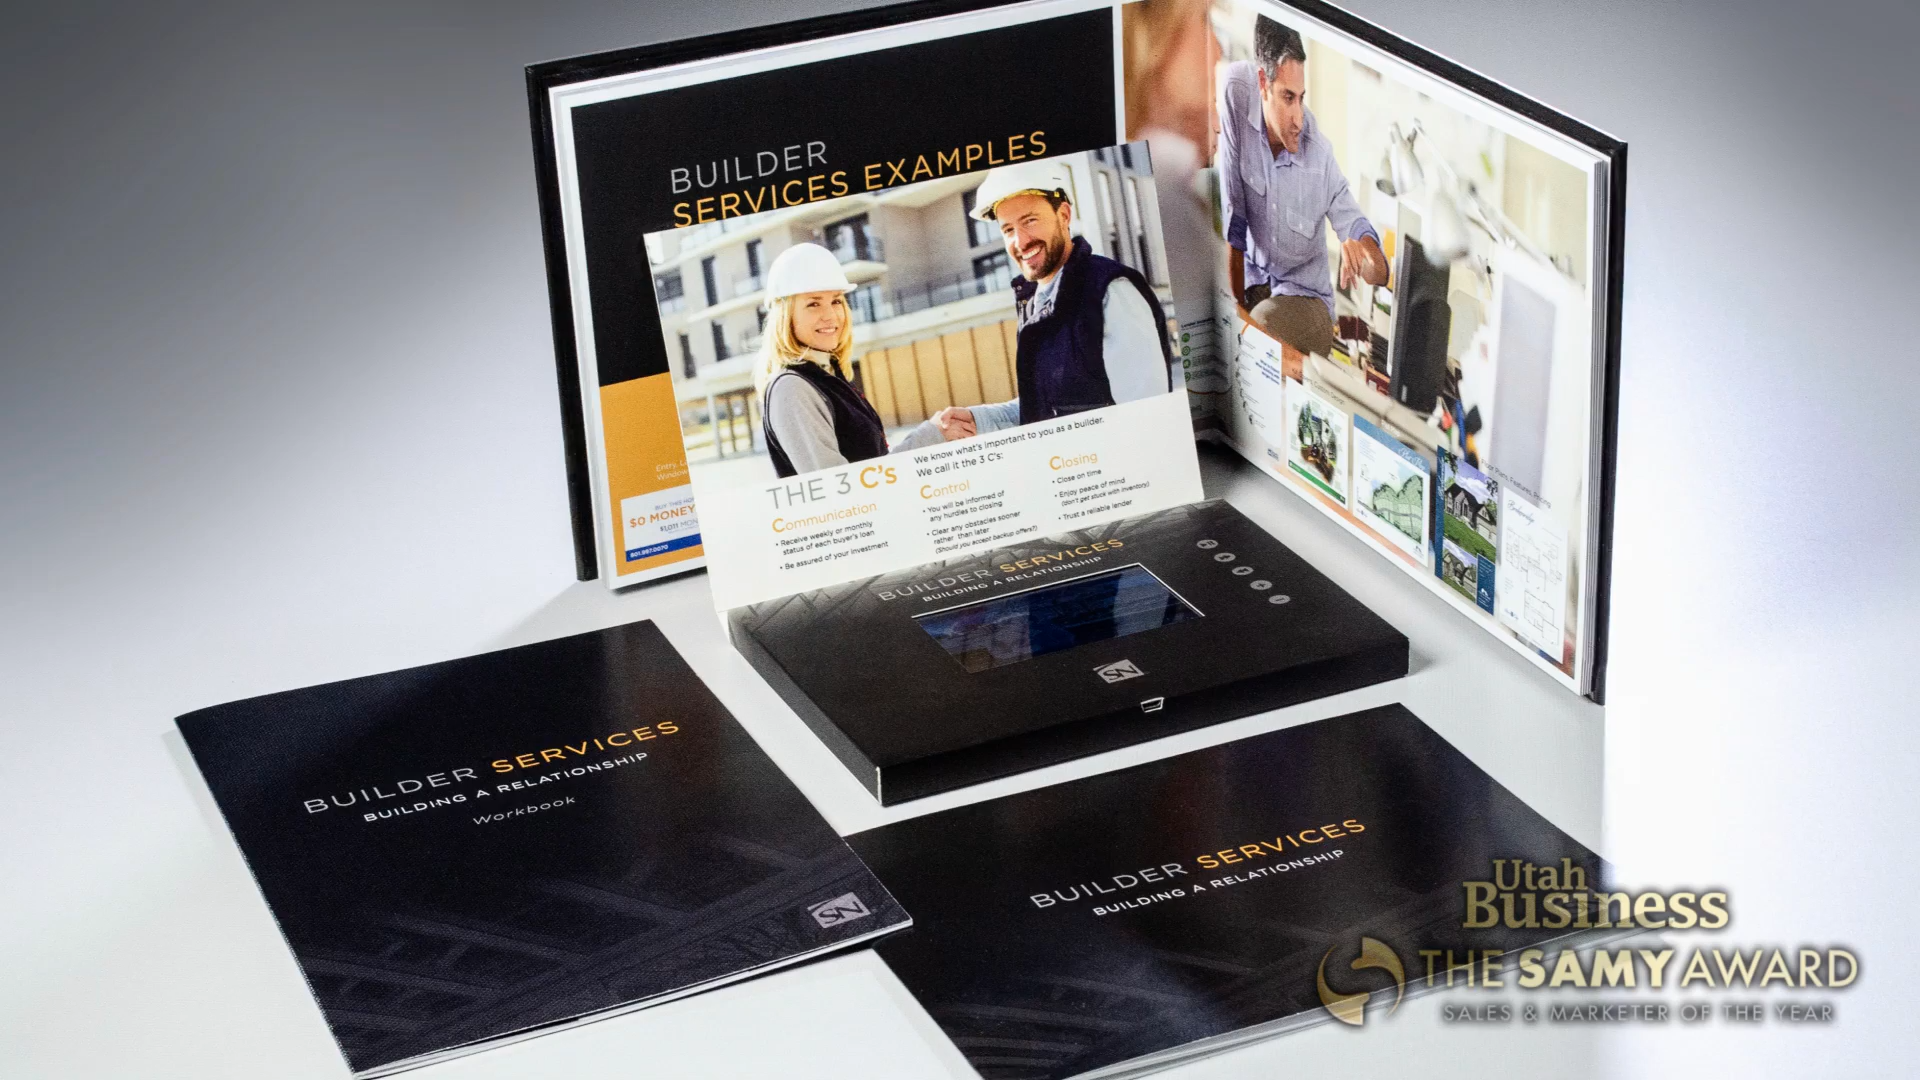 BUILDER
SERVICES EXAMPLES
$0 MONEY
801.897.0070
THE 3 C's
We know what's important to you as a builder.
We call it the 3 C's:
Communication
• Receive weekly or monthly
status of each buyer's loan
• Be assured of your investment
Control
• You will be informed of
any hurdles to closing
• Clear any obstacles sooner
rather than later
(Should you accept backup offers?)
Closing
• Close on time
• Enjoy peace of mind
(don't get stuck with inventory)
• Trust a reliable lender
BUILDER SERVICES
BUILDING A RELATIONSHIP
SN
BUILDER SERVICES
BUILDING A RELATIONSHIP
Workbook
SN
BUILDER SERVICES
BUILDING A RELATIONSHIP
Utah
Business
THE SAMY AWARD
SALES & MARKETER OF THE YEAR